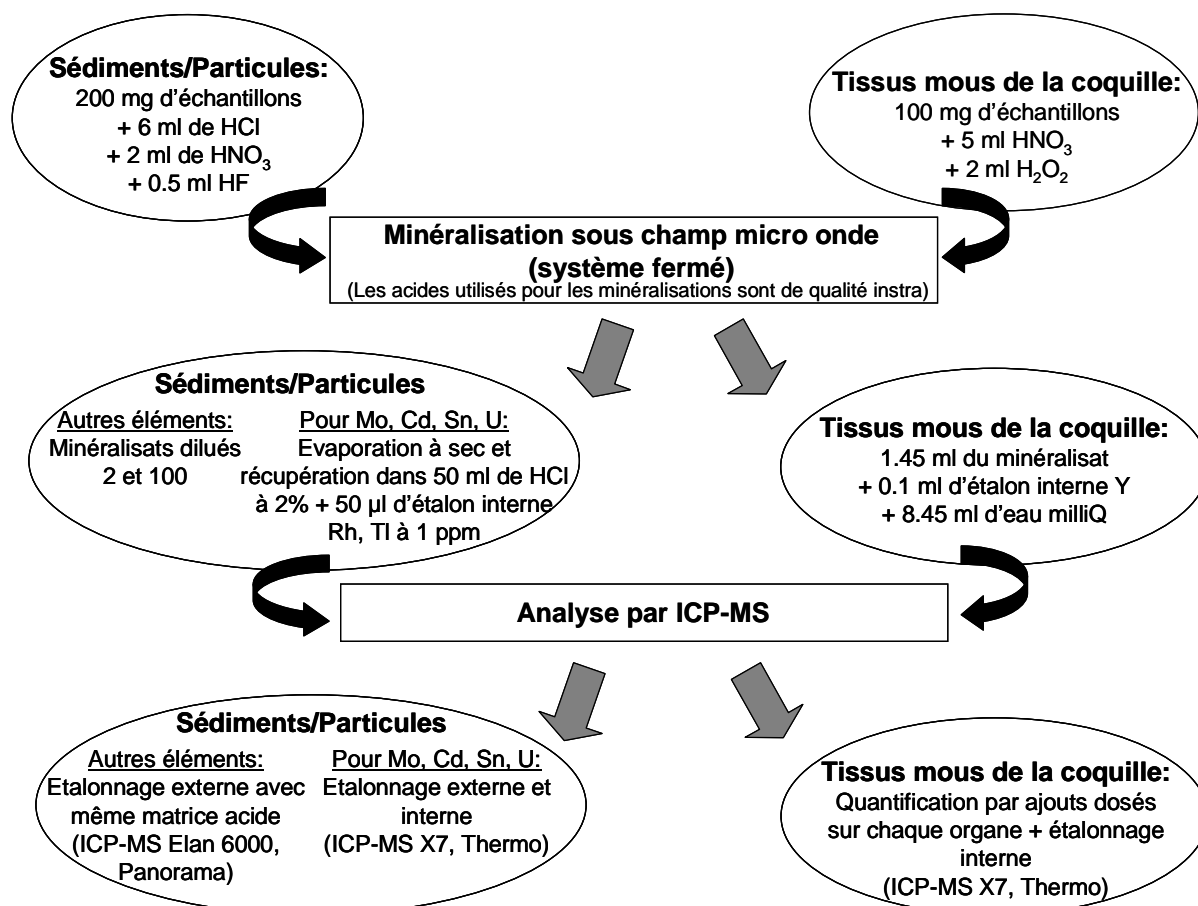 Sédiments/Particules:
200 mg d'échantillons
+ 6 ml de HCl
+ 2 ml de HNO₃
+ 0.5 ml HF
Tissus mous de la coquille:
100 mg d'échantillons
+ 5 ml HNO₃
+ 2 ml H₂O₂
Minéralisation sous champ micro onde
(système fermé)
(Les acides utilisés pour les minéralisations sont de qualité instra)
Sédiments/Particules
Autres éléments:
Minéralisats dilués
2 et 100
Pour Mo, Cd, Sn, U:
Evaporation à sec et
récupération dans 50 ml de HCl
à 2% + 50 µl d'étalon interne
Rh, Tl à 1 ppm
Tissus mous de la coquille:
1.45 ml du minéralisat
+ 0.1 ml d'étalon interne Y
+ 8.45 ml d'eau milliQ
Analyse par ICP-MS
Sédiments/Particules
Autres éléments:
Etalonnage externe avec
même matrice acide
(ICP-MS Elan 6000,
Panorama)
Pour Mo, Cd, Sn, U:
Etalonnage externe et
interne
(ICP-MS X7, Thermo)
Tissus mous de la coquille:
Quantification par ajouts dosés
sur chaque organe + étalonnage
interne
(ICP-MS X7, Thermo)